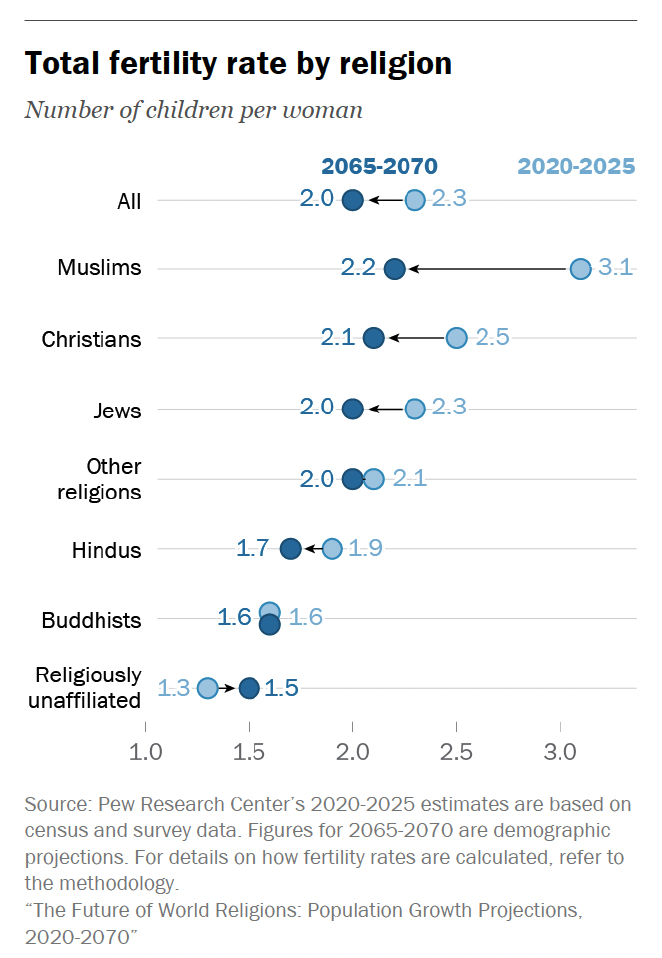 Total fertility rate by religion
Number of children per woman
2065-2070 2020-2025
All 2.0 2.3
Muslims 2.2 3.1
Christians 2.1 2.5
Jews 2.0 2.3
Other
religions 2.0 2.1
Hindus 1.7 1.9
Buddhists 1.6 1.6
Religiously
unaffiliated 1.3 1.5
1.0 1.5 2.0 2.5 3.0
Source: Pew Research Center’s 2020-2025 estimates are based on
census and survey data. Figures for 2065-2070 are demographic
projections. For details on how fertility rates are calculated, refer to
the methodology.
“The Future of World Religions: Population Growth Projections,
2020-2070”